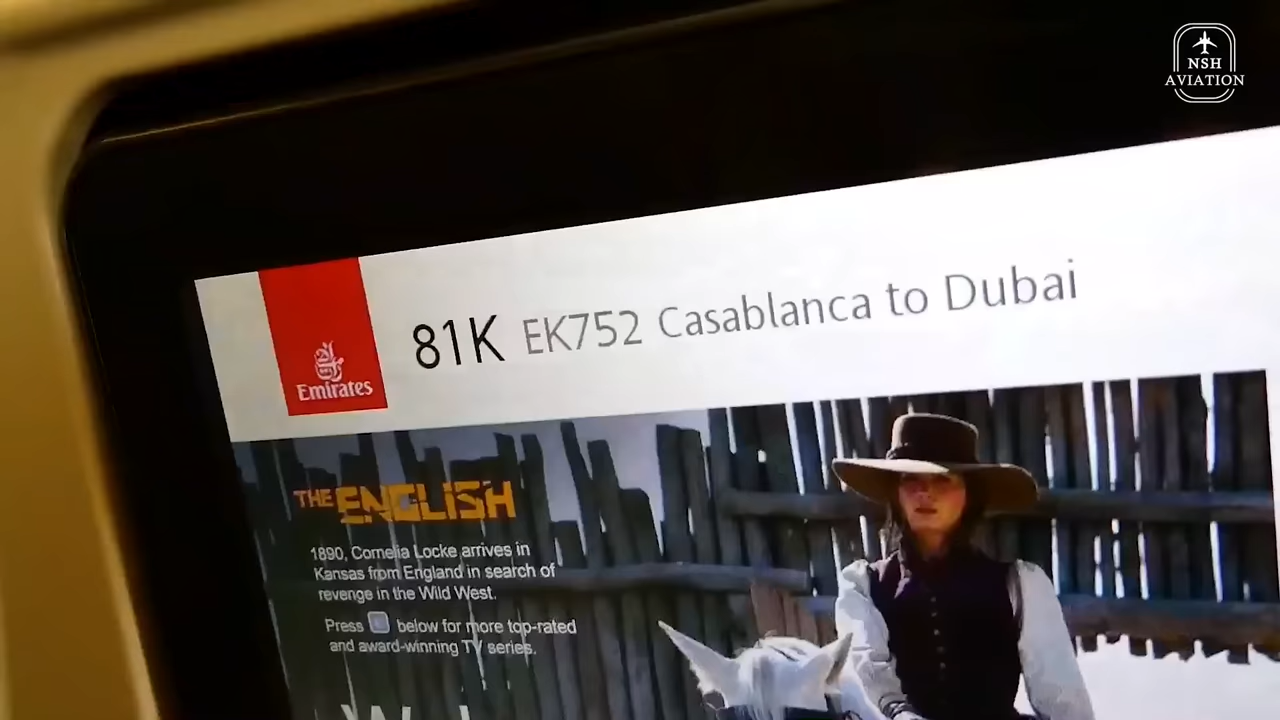 NSH
AVIATION
Emirates
81K EK752 Casablanca to Dubai
THE ENGLISH
1890, Cornelia Locke arrives in
Kansas from England in search of
revenge in the Wild West.
Press below for more top-rated
and award-winning TV series.